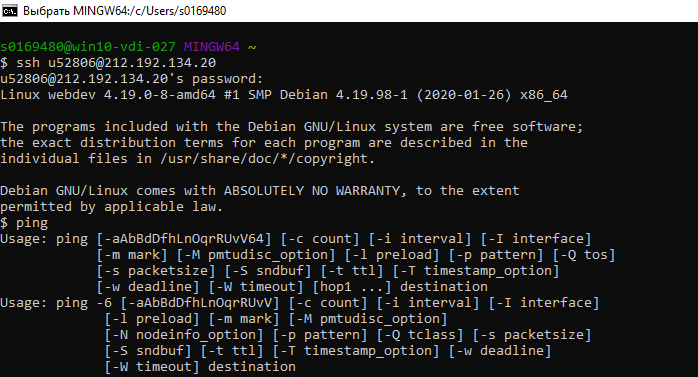 Выбрать MINGW64:/c/Users/s0169480
s0169480@win10-vdi-027 MINGW64 ~
$ ssh u52806@212.192.134.20
u52806@212.192.134.20's password:
Linux webdev 4.19.0-8-amd64 #1 SMP Debian 4.19.98-1 (2020-01-26) x86_64
The programs included with the Debian GNU/Linux system are free software;
the exact distribution terms for each program are described in the
individual files in /usr/share/doc/*/copyright.
Debian GNU/Linux comes with ABSOLUTELY NO WARRANTY, to the extent
permitted by applicable law.
$ ping
Usage: ping [-aAbBdDfhLnOqrRUvV64] [-c count] [-i interval] [-I interface]
            [-m mark] [-M pmtudisc_option] [-l preload] [-p pattern] [-Q tos]
            [-s packetsize] [-S sndbuf] [-t ttl] [-T timestamp_option]
            [-w deadline] [-W timeout] [hop1 ...] destination
Usage: ping -6 [-aAbBdDfhLnOqrRUvV] [-c count] [-i interval] [-I interface]
             [-l preload] [-m mark] [-M pmtudisc_option]
             [-N nodeinfo_option] [-p pattern] [-Q tclass] [-s packetsize]
             [-S sndbuf] [-t ttl] [-T timestamp_option] [-w deadline]
             [-W timeout] destination